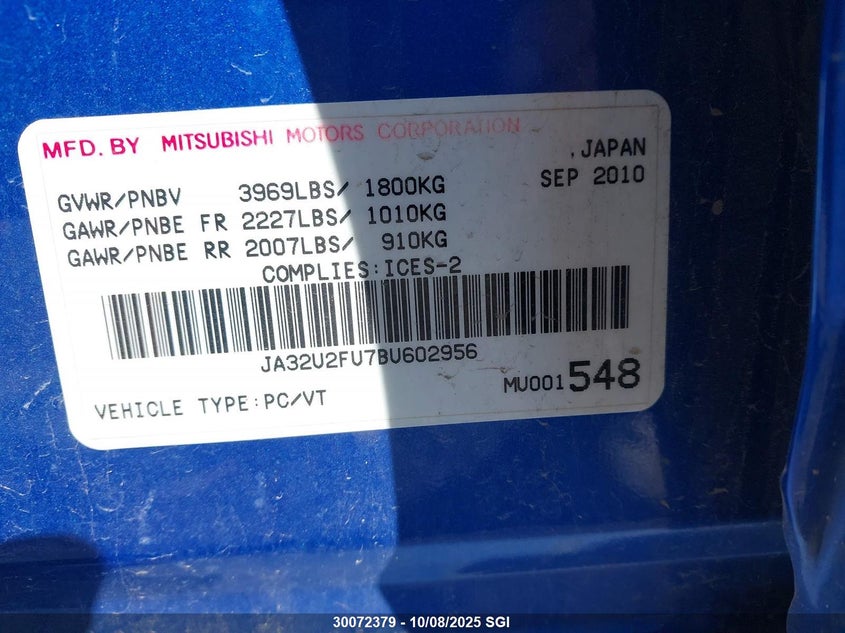 MFD. BY MITSUBISHI MOTORS CORPORATION ,JAPAN
GVWR/PNBV 3969LBS/ 1800KG SEP 2010
GAWR/PNBE FR 2227LBS/ 1010KG
GAWR/PNBE RR 2007LBS/ 910KG
COMPLIES:ICES-2
JA32U2FU7BU602956
MU001548
VEHICLE TYPE:PC/VT
30072379 - 10/08/2025 SGI